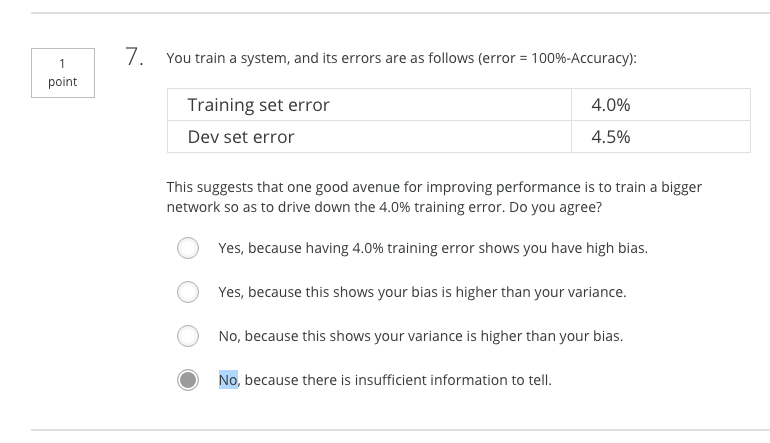 1
point
7.
You train a system, and its errors are as follows (error = 100%-Accuracy):
Training set error 4.0%
Dev set error 4.5%
This suggests that one good avenue for improving performance is to train a bigger
network so as to drive down the 4.0% training error. Do you agree?
Yes, because having 4.0% training error shows you have high bias.
Yes, because this shows your bias is higher than your variance.
No, because this shows your variance is higher than your bias.
No, because there is insufficient information to tell.